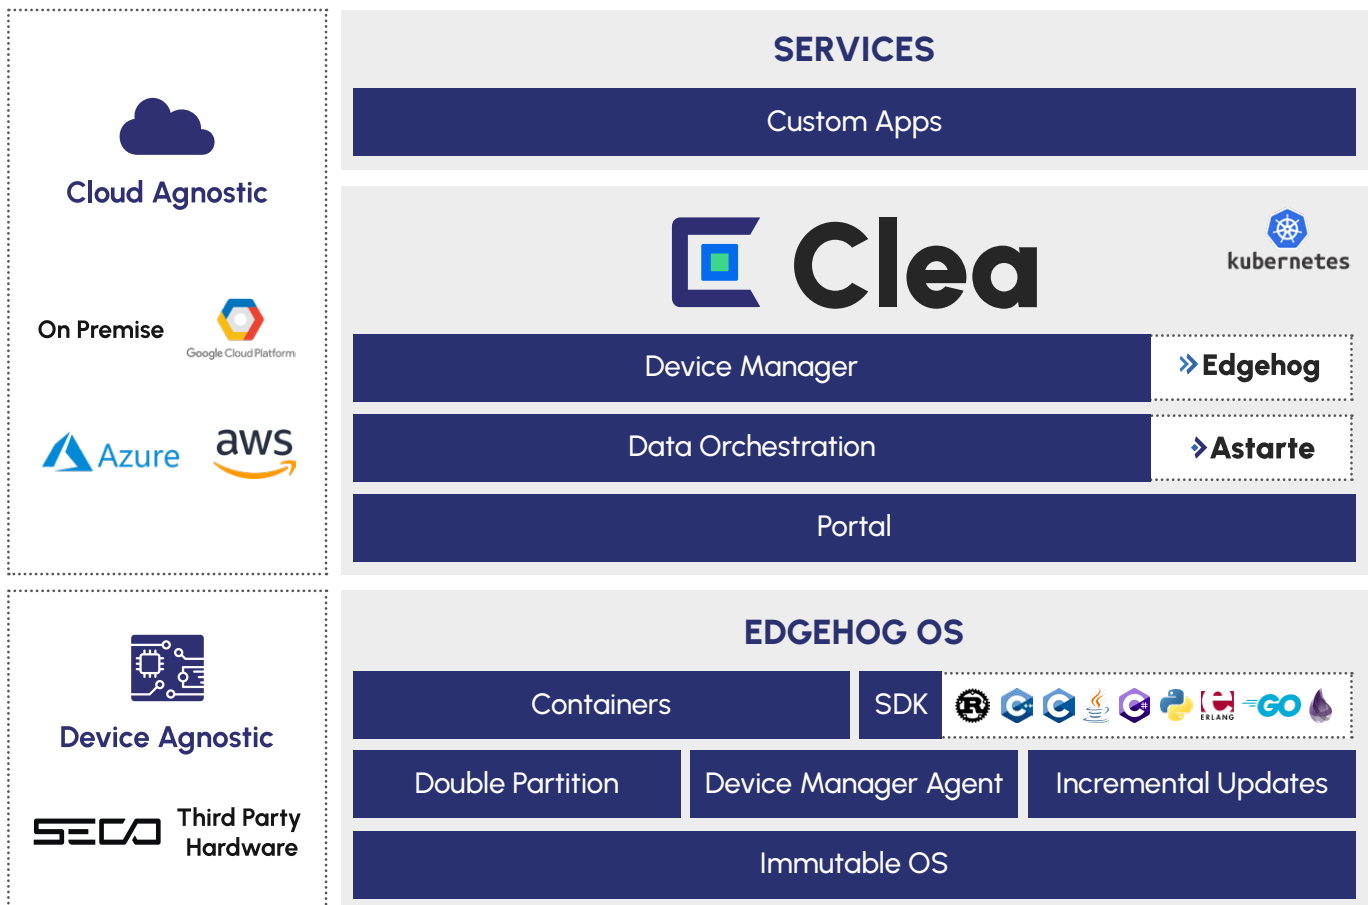 Cloud Agnostic
On Premise
Google Cloud Platform
Azure
aws
SERVICES
Custom Apps
Clea
kubernetes
Device Manager
Edgehog
Data Orchestration
Astarte
Portal
Device Agnostic
SECO
Third Party
Hardware
EDGEHOG OS
Containers
SDK
R
C++
C
C#
ERLANG
GO
Double Partition
Device Manager Agent
Incremental Updates
Immutable OS